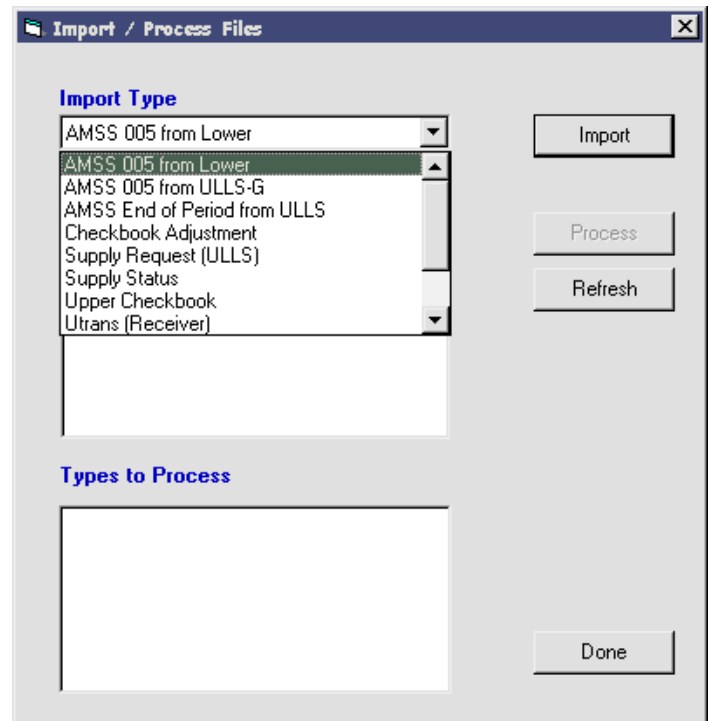 Import / Process Files
Import Type
AMSS 005 from Lower
Import
AMSS 005 from Lower
AMSS 005 from ULLS-G
AMSS End of Period from ULLS
Checkbook Adjustment
Process
Supply Request (ULLS)
Supply Status
Refresh
Upper Checkbook
Utrans (Receiver)
Types to Process
Done